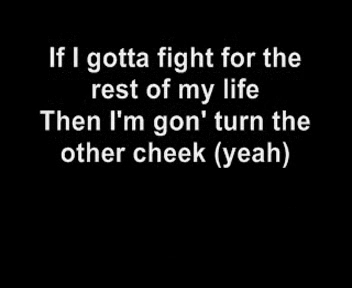 If I gotta fight for the
rest of my life
Then I'm gon' turn the
other cheek (yeah)